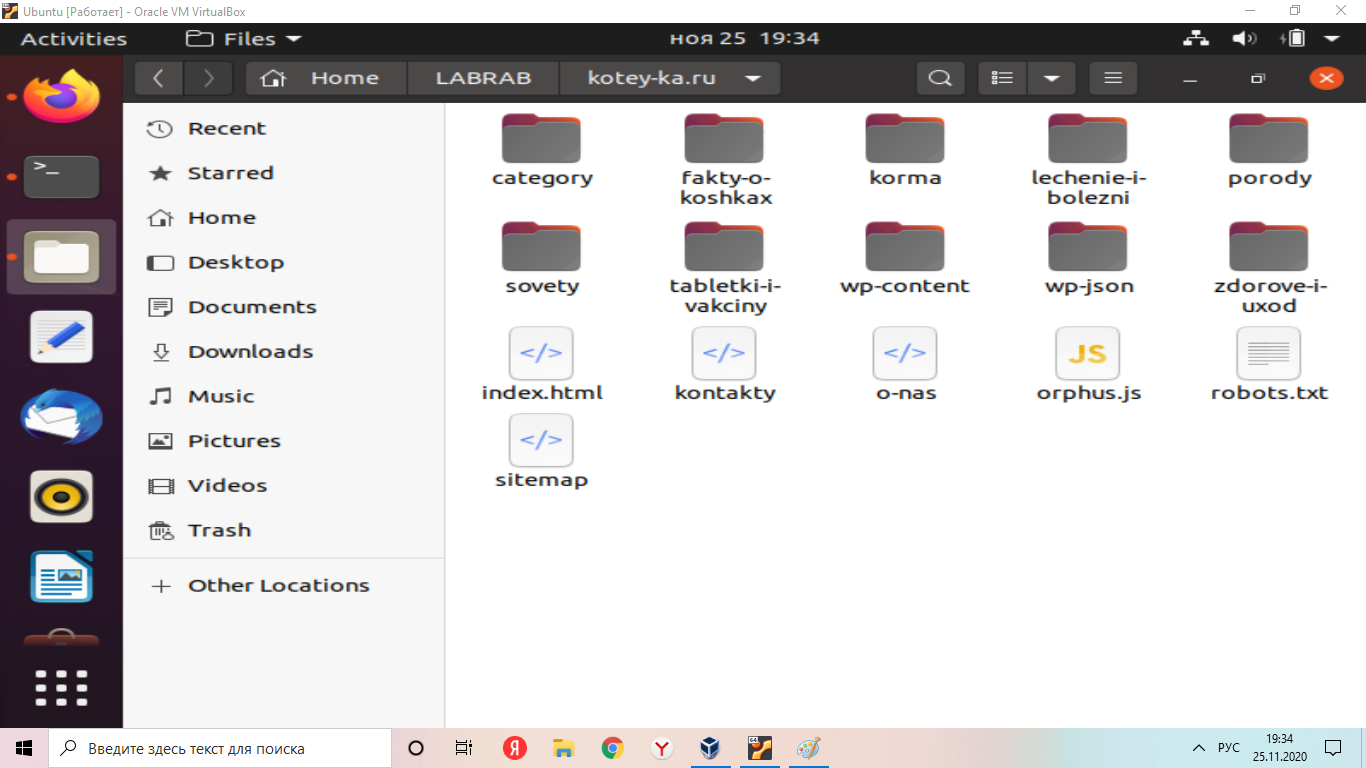 Ubuntu [Работает] - Oracle VM VirtualBox
Activities Files ноя 25 19:34
Home LABRAB kotey-ka.ru
Recent
Starred
Home
Desktop
Documents
Downloads
Music
Pictures
Videos
Trash
Other Locations
category fakty-o- korma lechenie-i- porody
koshkax bolezni
sovety tabletki-i- wp-content wp-json zdorove-i-
vakciny uxod
</> </> </> JS
index.html kontakty o-nas orphus.js robots.txt
</>
sitemap
Введите здесь текст для поиска
Я Y РУС 19:34
25.11.2020